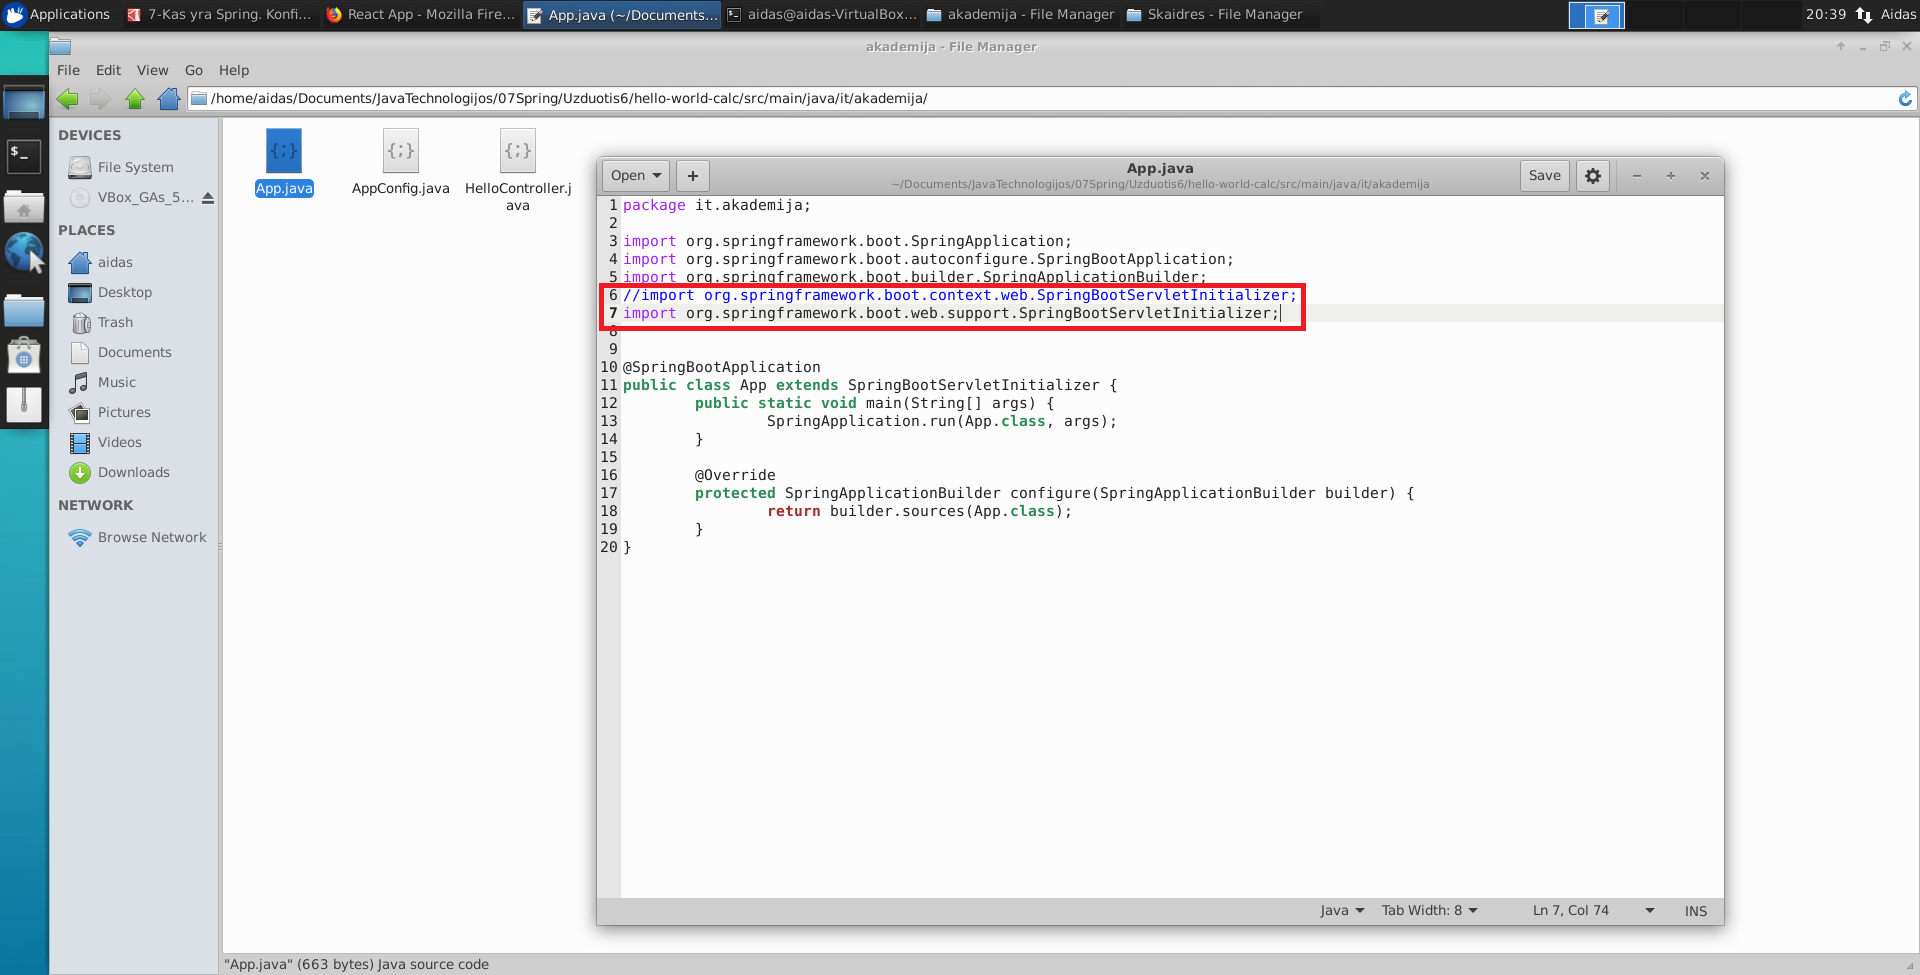 Applications
7-Kas yra Spring. Konfi...
React App - Mozilla Fire...
App.java (~/Documents...
aidas@aidas-VirtualBox...
akademija - File Manager
Skaidres - File Manager
20:39
Aidas
akademija - File Manager
File Edit View Go Help
/home/aidas/Documents/JavaTechnologijos/07Spring/Uzduotis6/hello-world-calc/src/main/java/it/akademija/
DEVICES
File System
VBox_GAs_5...
PLACES
aidas
Desktop
Trash
Documents
Music
Pictures
Videos
Downloads
NETWORK
Browse Network
App.java
AppConfig.java
HelloController.j
ava
Open
+
App.java
~/Documents/JavaTechnologijos/07Spring/Uzduotis6/hello-world-calc/src/main/java/it/akademija
Save
1 package it.akademija;
2
3 import org.springframework.boot.SpringApplication;
4 import org.springframework.boot.autoconfigure.SpringBootApplication;
5 import org.springframework.boot.builder.SpringApplicationBuilder;
6 //import org.springframework.boot.context.web.SpringBootServletInitializer;
7 import org.springframework.boot.web.support.SpringBootServletInitializer;
8
9
10 @SpringBootApplication
11 public class App extends SpringBootServletInitializer {
12 public static void main(String[] args) {
13 SpringApplication.run(App.class, args);
14 }
15
16 @Override
17 protected SpringApplicationBuilder configure(SpringApplicationBuilder builder) {
18 return builder.sources(App.class);
19 }
20 }
Java
Tab Width: 8
Ln 7, Col 74
INS
"App.java" (663 bytes) Java source code